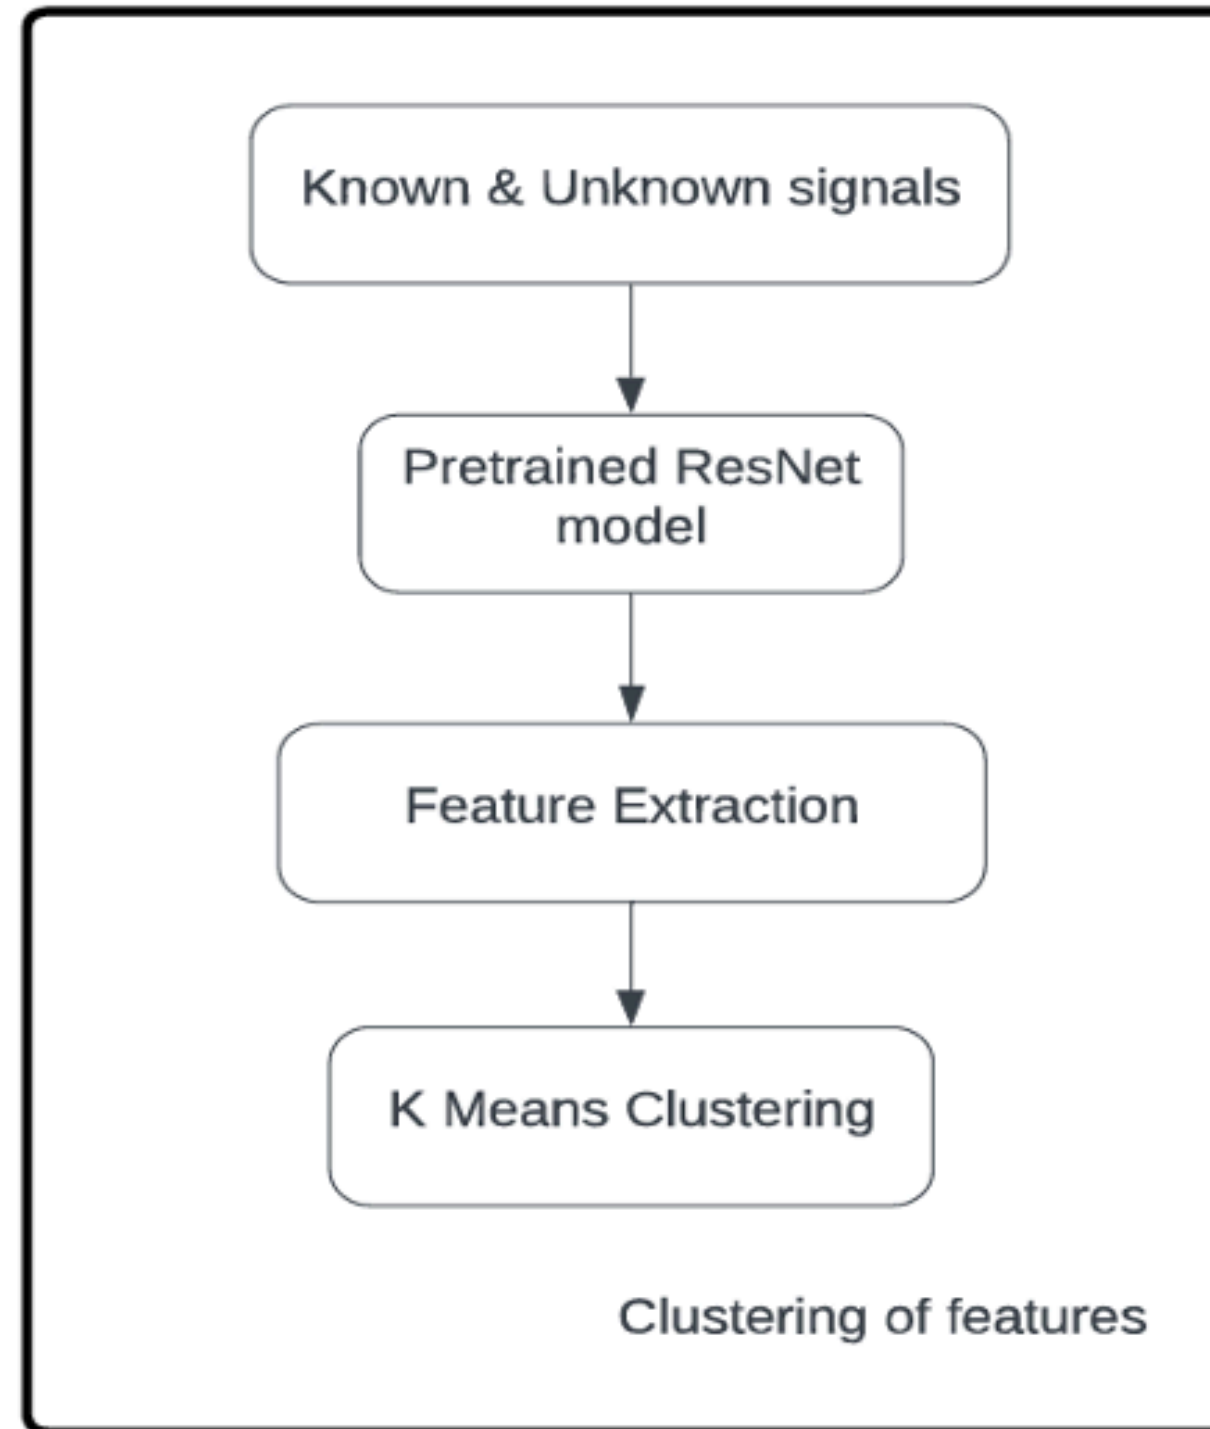 Known & Unknown signals
Pretrained ResNet
model
Feature Extraction
K Means Clustering
Clustering of features